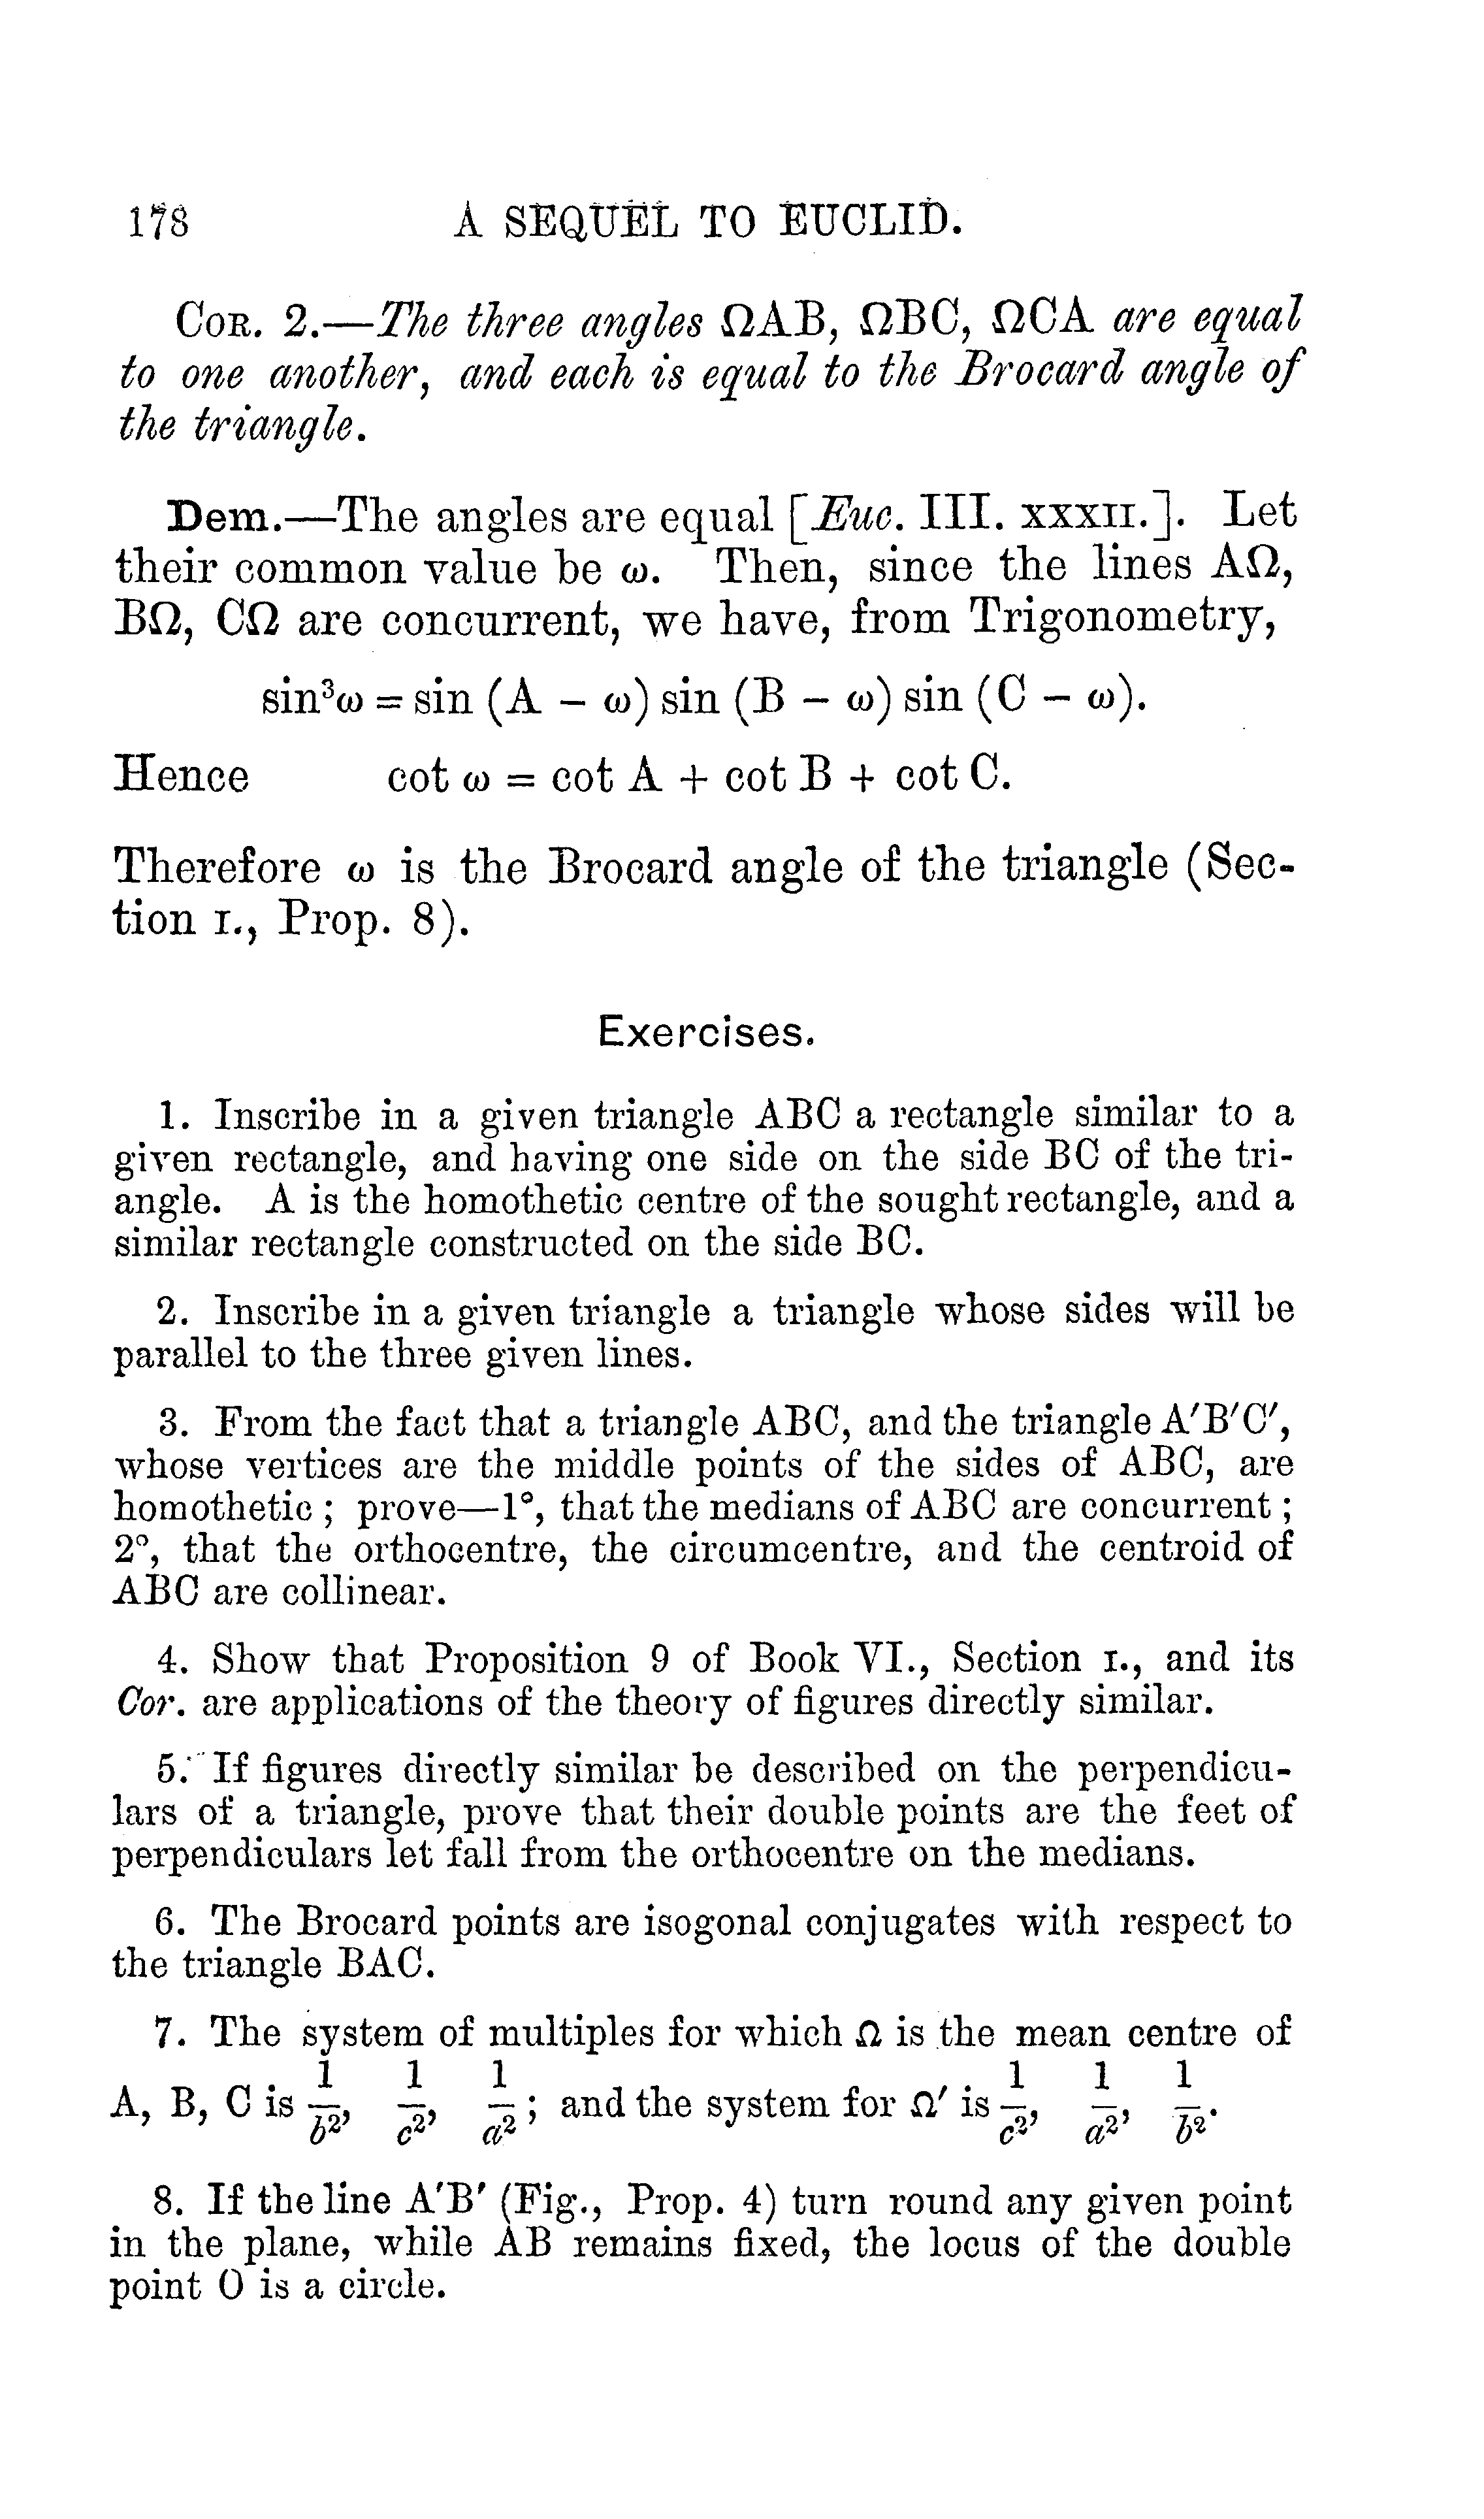 178 A SEQUEL TO EUCLID.
Cor. 2.—The three angles ΩAB, ΩBC, ΩCA are equal
to one another, and each is equal to the Brocard angle of
the triangle.
Dem.—The angles are equal [Euc. III. xxxii.]. Let
their common value be ω. Then, since the lines AΩ,
BΩ, CΩ are concurrent, we have, from Trigonometry,
sin³ω = sin (A − ω) sin (B − ω) sin (C − ω).
Hence cot ω = cot A + cot B + cot C.
Therefore ω is the Brocard angle of the triangle (Sec-
tion I., Prop. 8).
Exercises.
1. Inscribe in a given triangle ABC a rectangle similar to a
given rectangle, and having one side on the side BC of the tri-
angle. A is the homothetic centre of the sought rectangle, and a
similar rectangle constructed on the side BC.
2. Inscribe in a given triangle a triangle whose sides will be
parallel to the three given lines.
3. From the fact that a triangle ABC, and the triangle A′B′C′,
whose vertices are the middle points of the sides of ABC, are
homothetic; prove—1°, that the medians of ABC are concurrent;
2°, that the orthocentre, the circumcentre, and the centroid of
ABC are collinear.
4. Show that Proposition 9 of Book VI., Section I., and its
Cor. are applications of the theory of figures directly similar.
5. If figures directly similar be described on the perpendicu-
lars of a triangle, prove that their double points are the feet of
perpendiculars let fall from the orthocentre on the medians.
6. The Brocard points are isogonal conjugates with respect to
the triangle BAC.
7. The system of multiples for which Ω is the mean centre of
A, B, C is 1/b², 1/c², 1/a²; and the system for Ω′ is 1/c², 1/a², 1/b².
8. If the line A′B′ (Fig., Prop. 4) turn round any given point
in the plane, while AB remains fixed, the locus of the double
point O is a circle.